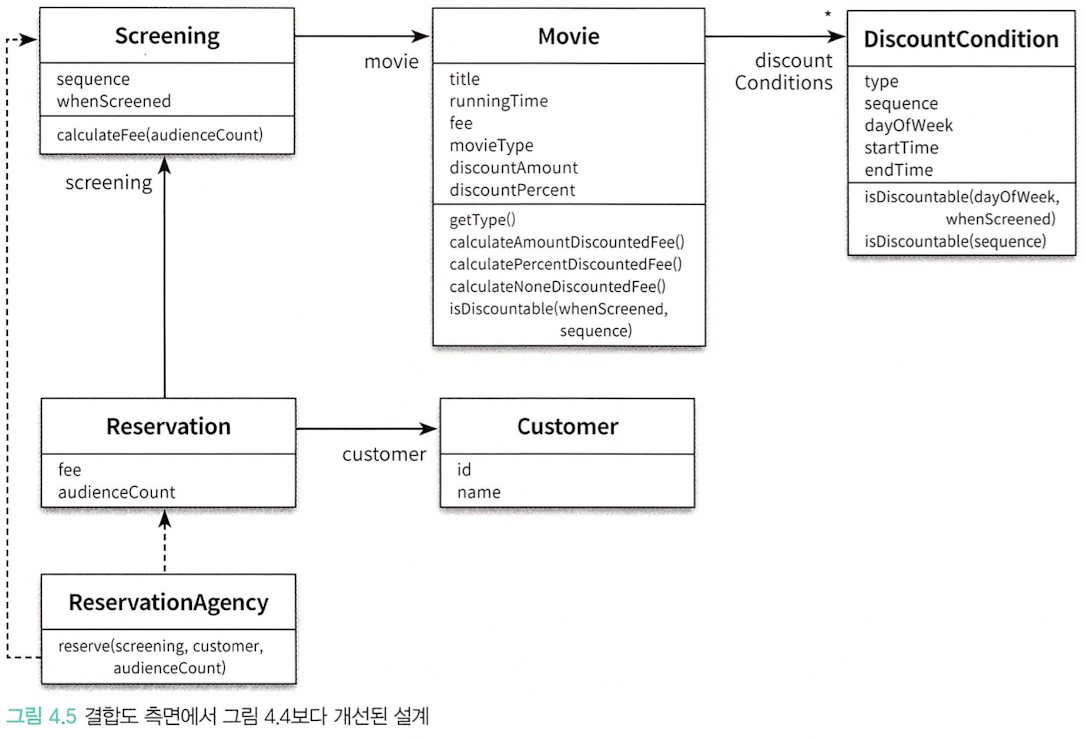 Screening
sequence
whenScreened
calculateFee(audienceCount)
movie
Movie
title
runningTime
fee
movieType
discountAmount
discountPercent
getType()
calculateAmountDiscountedFee()
calculatePercentDiscountedFee()
calculateNoneDiscountedFee()
isDiscountable(whenScreened,
sequence)
*
discount
Conditions
DiscountCondition
type
sequence
dayOfWeek
startTime
endTime
isDiscountable(dayOfWeek,
whenScreened)
isDiscountable(sequence)
screening
Reservation
fee
audienceCount
customer
Customer
id
name
ReservationAgency
reserve(screening, customer,
audienceCount)
그림 4.5 결합도 측면에서 그림 4.4보다 개선된 설계